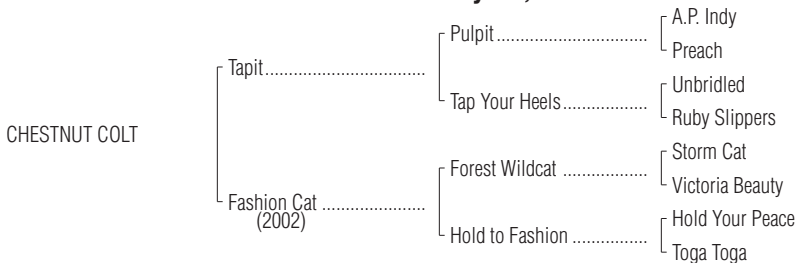 Pulpit
A.P. Indy
Preach
Tapit
Tap Your Heels
Unbridled
Ruby Slippers
CHESTNUT COLT
Forest Wildcat
Storm Cat
Victoria Beauty
Fashion Cat
(2002)
Hold to Fashion
Hold Your Peace
Toga Toga